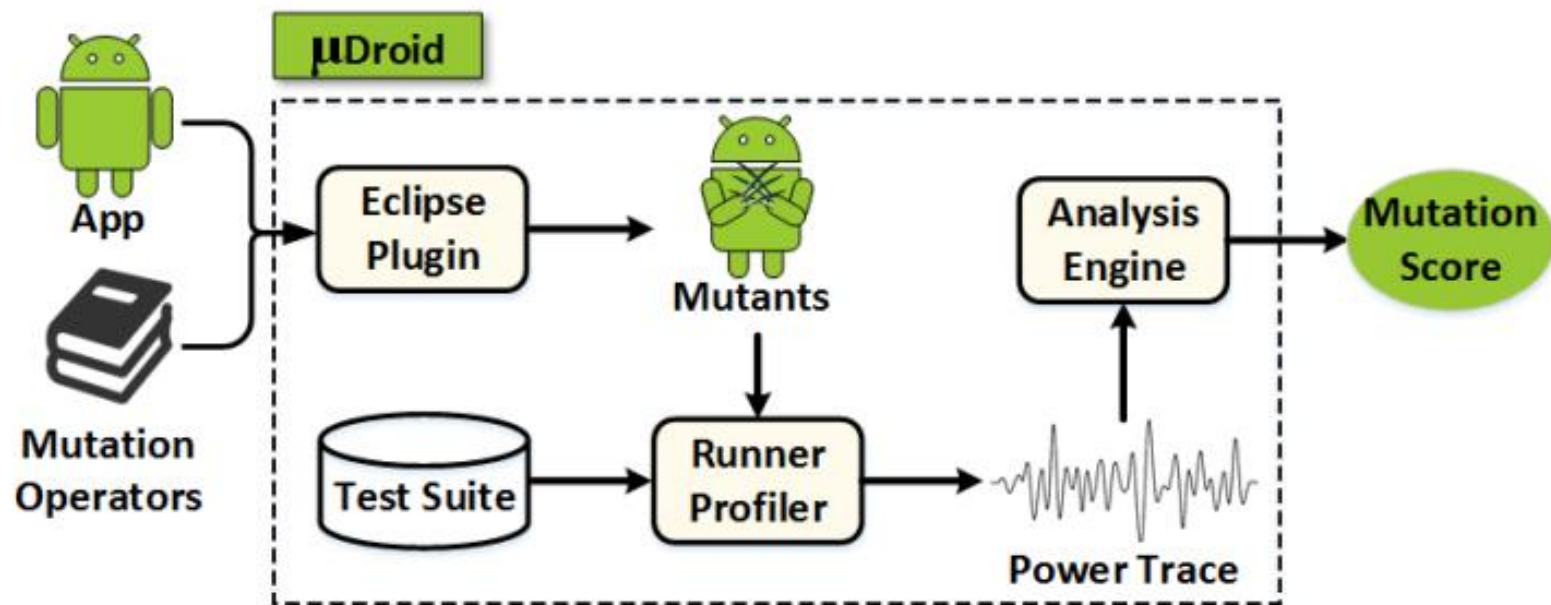 µDroid
App
Eclipse
Plugin
Mutants
Analysis
Engine
Mutation
Score
Mutation
Operators
Test Suite
Runner
Profiler
Power Trace